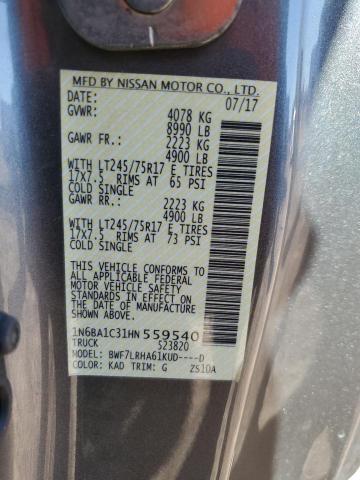 MFD BY NISSAN MOTOR CO., LTD.
DATE: 07/17
GVWR: 4078 KG
8990 LB
GAWR FR.: 2223 KG
4900 LB
WITH LT245/75R17 E TIRES
17X7.5 RIMS AT 65 PSI
COLD SINGLE
GAWR RR.: 2223 KG
4900 LB
WITH LT245/75R17 E TIRES
17X7.5 RIMS AT 73 PSI
COLD SINGLE
THIS VEHICLE CONFORMS TO
ALL APPLICABLE FEDERAL
MOTOR VEHICLE SAFETY
STANDARDS IN EFFECT ON
THE DATE OF MANUFACTURE
SHOWN ABOVE.
1N6BA1C31HN 559540
TRUCK 523820
MODEL: BWF7LRHA61KUD----D
COLOR: KAD TRIM: G ZS10A